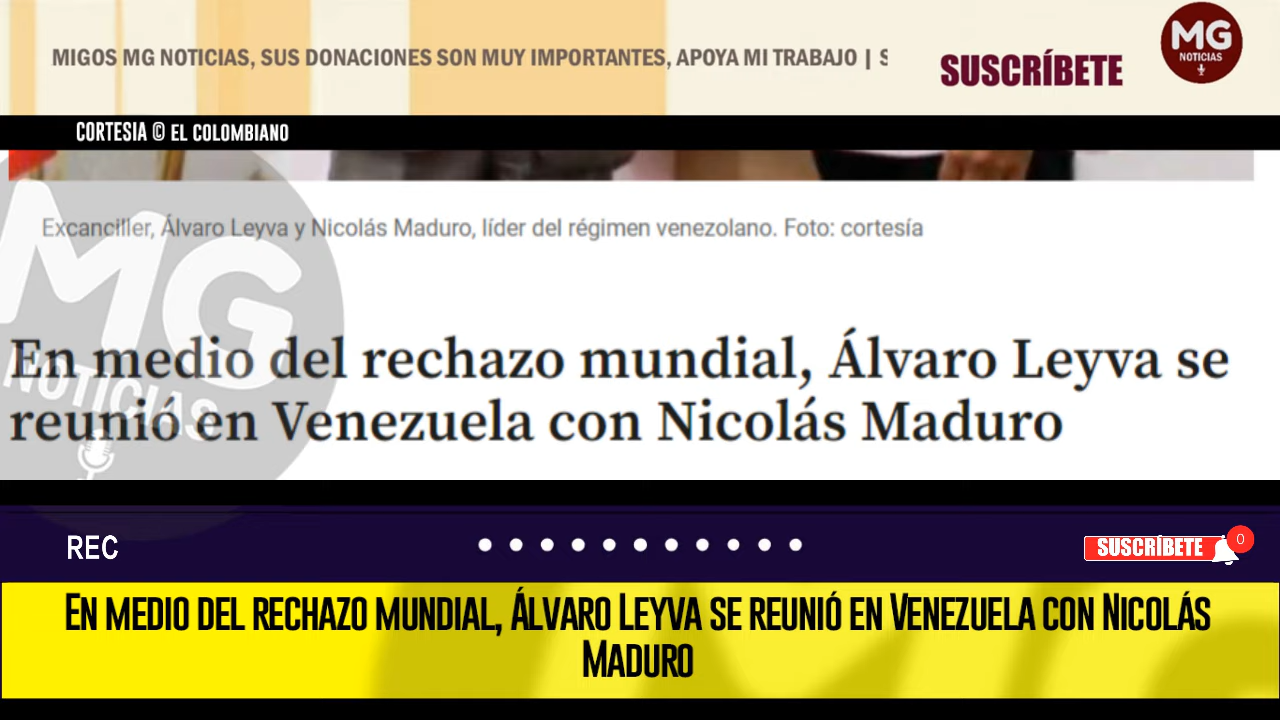 MIGOS MG NOTICIAS, SUS DONACIONES SON MUY IMPORTANTES, APOYA MI TRABAJO | S
SUSCRÍBETE
MG
NOTICIAS
CORTESIA © EL COLOMBIANO
Excanciller, Álvaro Leyva y Nicolás Maduro, líder del régimen venezolano. Foto: cortesía
MG
NOTICIAS
En medio del rechazo mundial, Álvaro Leyva se
reunió en Venezuela con Nicolás Maduro
REC
SUSCRÍBETE
0
En medio del rechazo mundial, Álvaro Leyva se reunió en Venezuela con Nicolás
Maduro